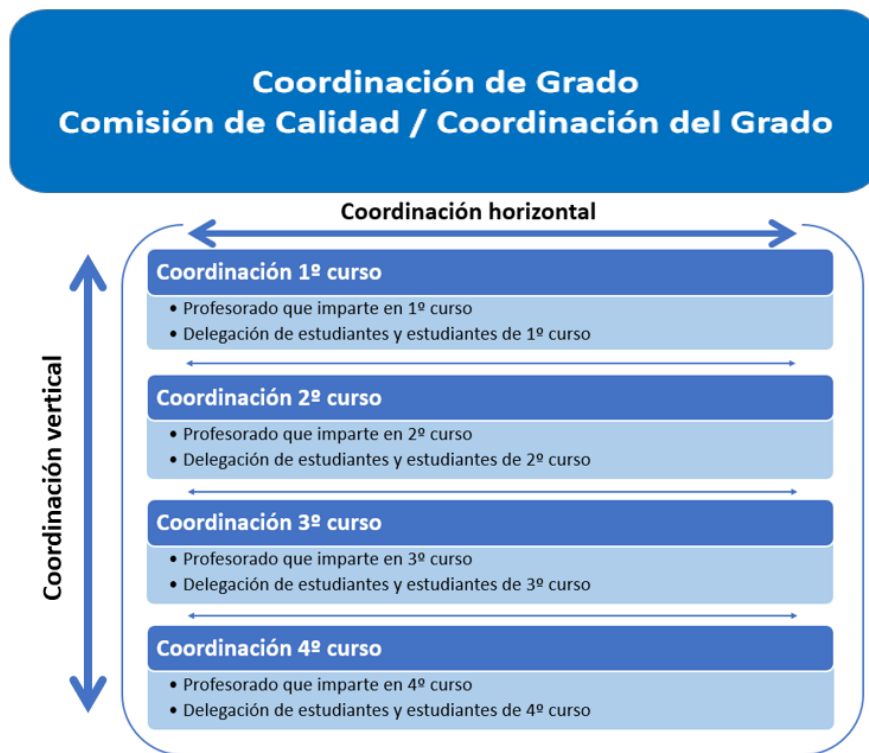 Coordinación de Grado
Comisión de Calidad / Coordinación del Grado
Coordinación horizontal
Coordinación vertical
Coordinación 1º curso
• Profesorado que imparte en 1º curso
• Delegación de estudiantes y estudiantes de 1º curso
Coordinación 2º curso
• Profesorado que imparte en 2º curso
• Delegación de estudiantes y estudiantes de 2º curso
Coordinación 3º curso
• Profesorado que imparte en 3º curso
• Delegación de estudiantes y estudiantes de 3º curso
Coordinación 4º curso
• Profesorado que imparte en 4º curso
• Delegación de estudiantes y estudiantes de 4º curso